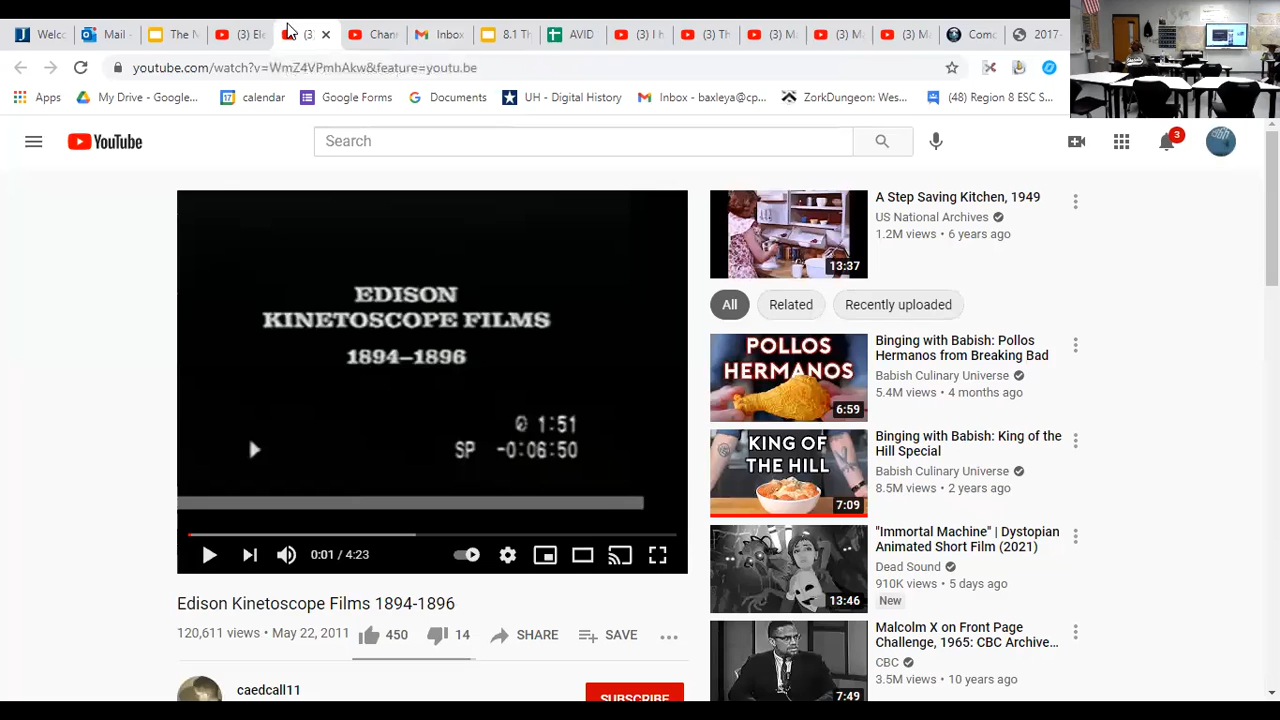 Welc
Mail -
The N
(3) Ele
(3)
Chan
Inbo
(3) I h
AVID
(3) Th
(3) M
(3) M
(3) M
Com
2017-
youtube.com/watch?v=WmZ4VPmhAkw&feature=youtu.be
Apps
My Drive - Google...
calendar
Google Forms
Documents
UH - Digital History
Inbox - baxleya@cp...
ZorkDungeon: Wes...
(48) Region 8 ESC S...
YouTube
Search
3
EDISON
KINETOSCOPE FILMS
1894–1896
1:51
SP -0:06:50
0:01 / 4:23
Edison Kinetoscope Films 1894-1896
120,611 views • May 22, 2011
450
14
SHARE
SAVE
caedcall11
SUBSCRIBE
13:37
A Step Saving Kitchen, 1949
US National Archives
1.2M views • 6 years ago
All
Related
Recently uploaded
POLLOS
HERMANOS
6:59
Binging with Babish: Pollos
Hermanos from Breaking Bad
Babish Culinary Universe
5.4M views • 4 months ago
KING OF
THE HILL
7:09
Binging with Babish: King of the
Hill Special
Babish Culinary Universe
8.5M views • 2 years ago
13:46
"Immortal Machine" | Dystopian
Animated Short Film (2021)
Dead Sound
910K views • 5 days ago
New
7:49
Malcolm X on Front Page
Challenge, 1965: CBC Archive...
CBC
3.5M views • 10 years ago